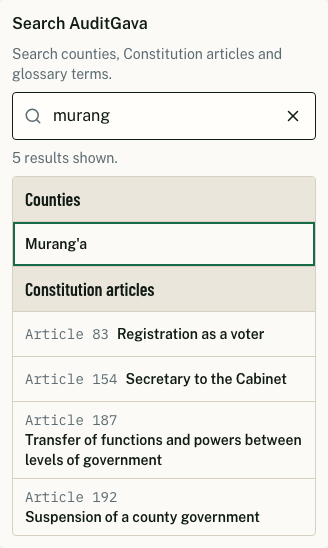 Search AuditGava
Search counties, Constitution articles and
glossary terms.
murang
5 results shown.
Counties
Murang'a
Constitution articles
Article 83 Registration as a voter
Article 154 Secretary to the Cabinet
Article 187
Transfer of functions and powers between
levels of government
Article 192
Suspension of a county government